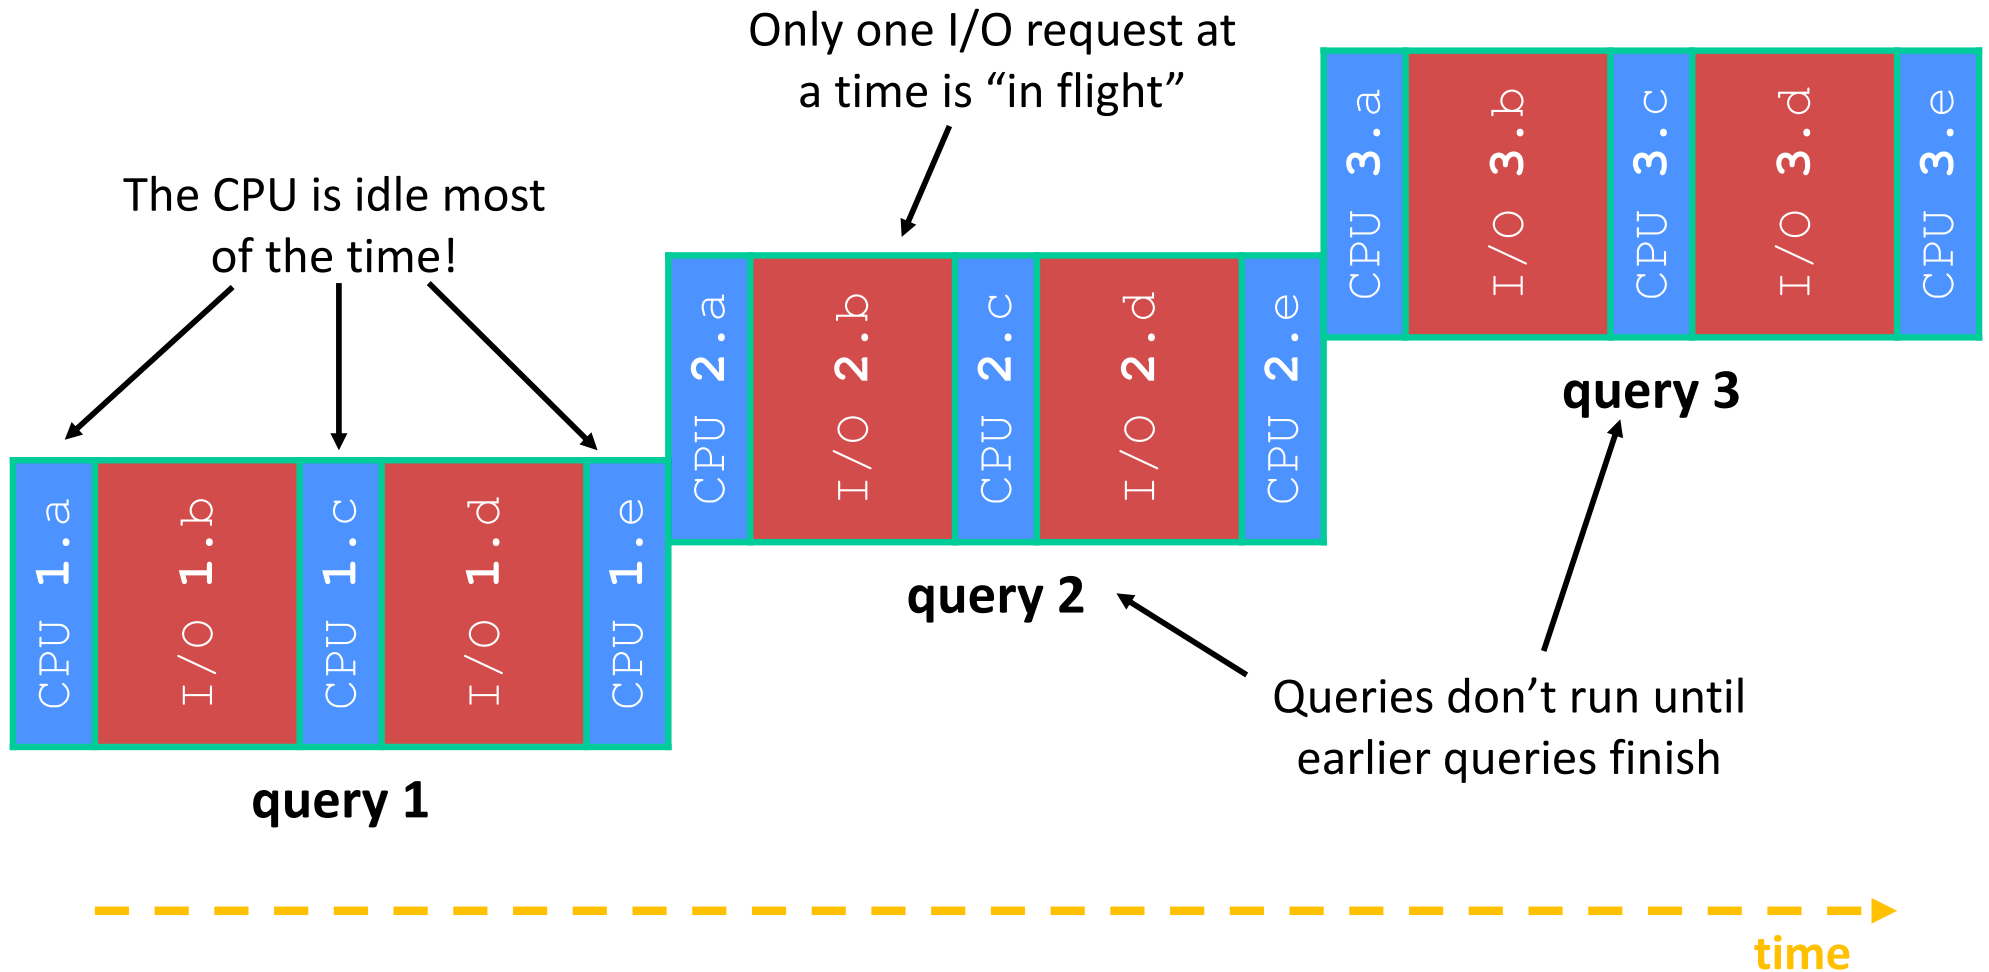 Only one I/O request at
a time is “in flight”
The CPU is idle most
of the time!
CPU 1.a
I/O 1.b
CPU 1.c
I/O 1.d
CPU 1.e
query 1
CPU 2.a
I/O 2.b
CPU 2.c
I/O 2.d
CPU 2.e
query 2
CPU 3.a
I/O 3.b
CPU 3.c
I/O 3.d
CPU 3.e
query 3
Queries don’t run until
earlier queries finish
time